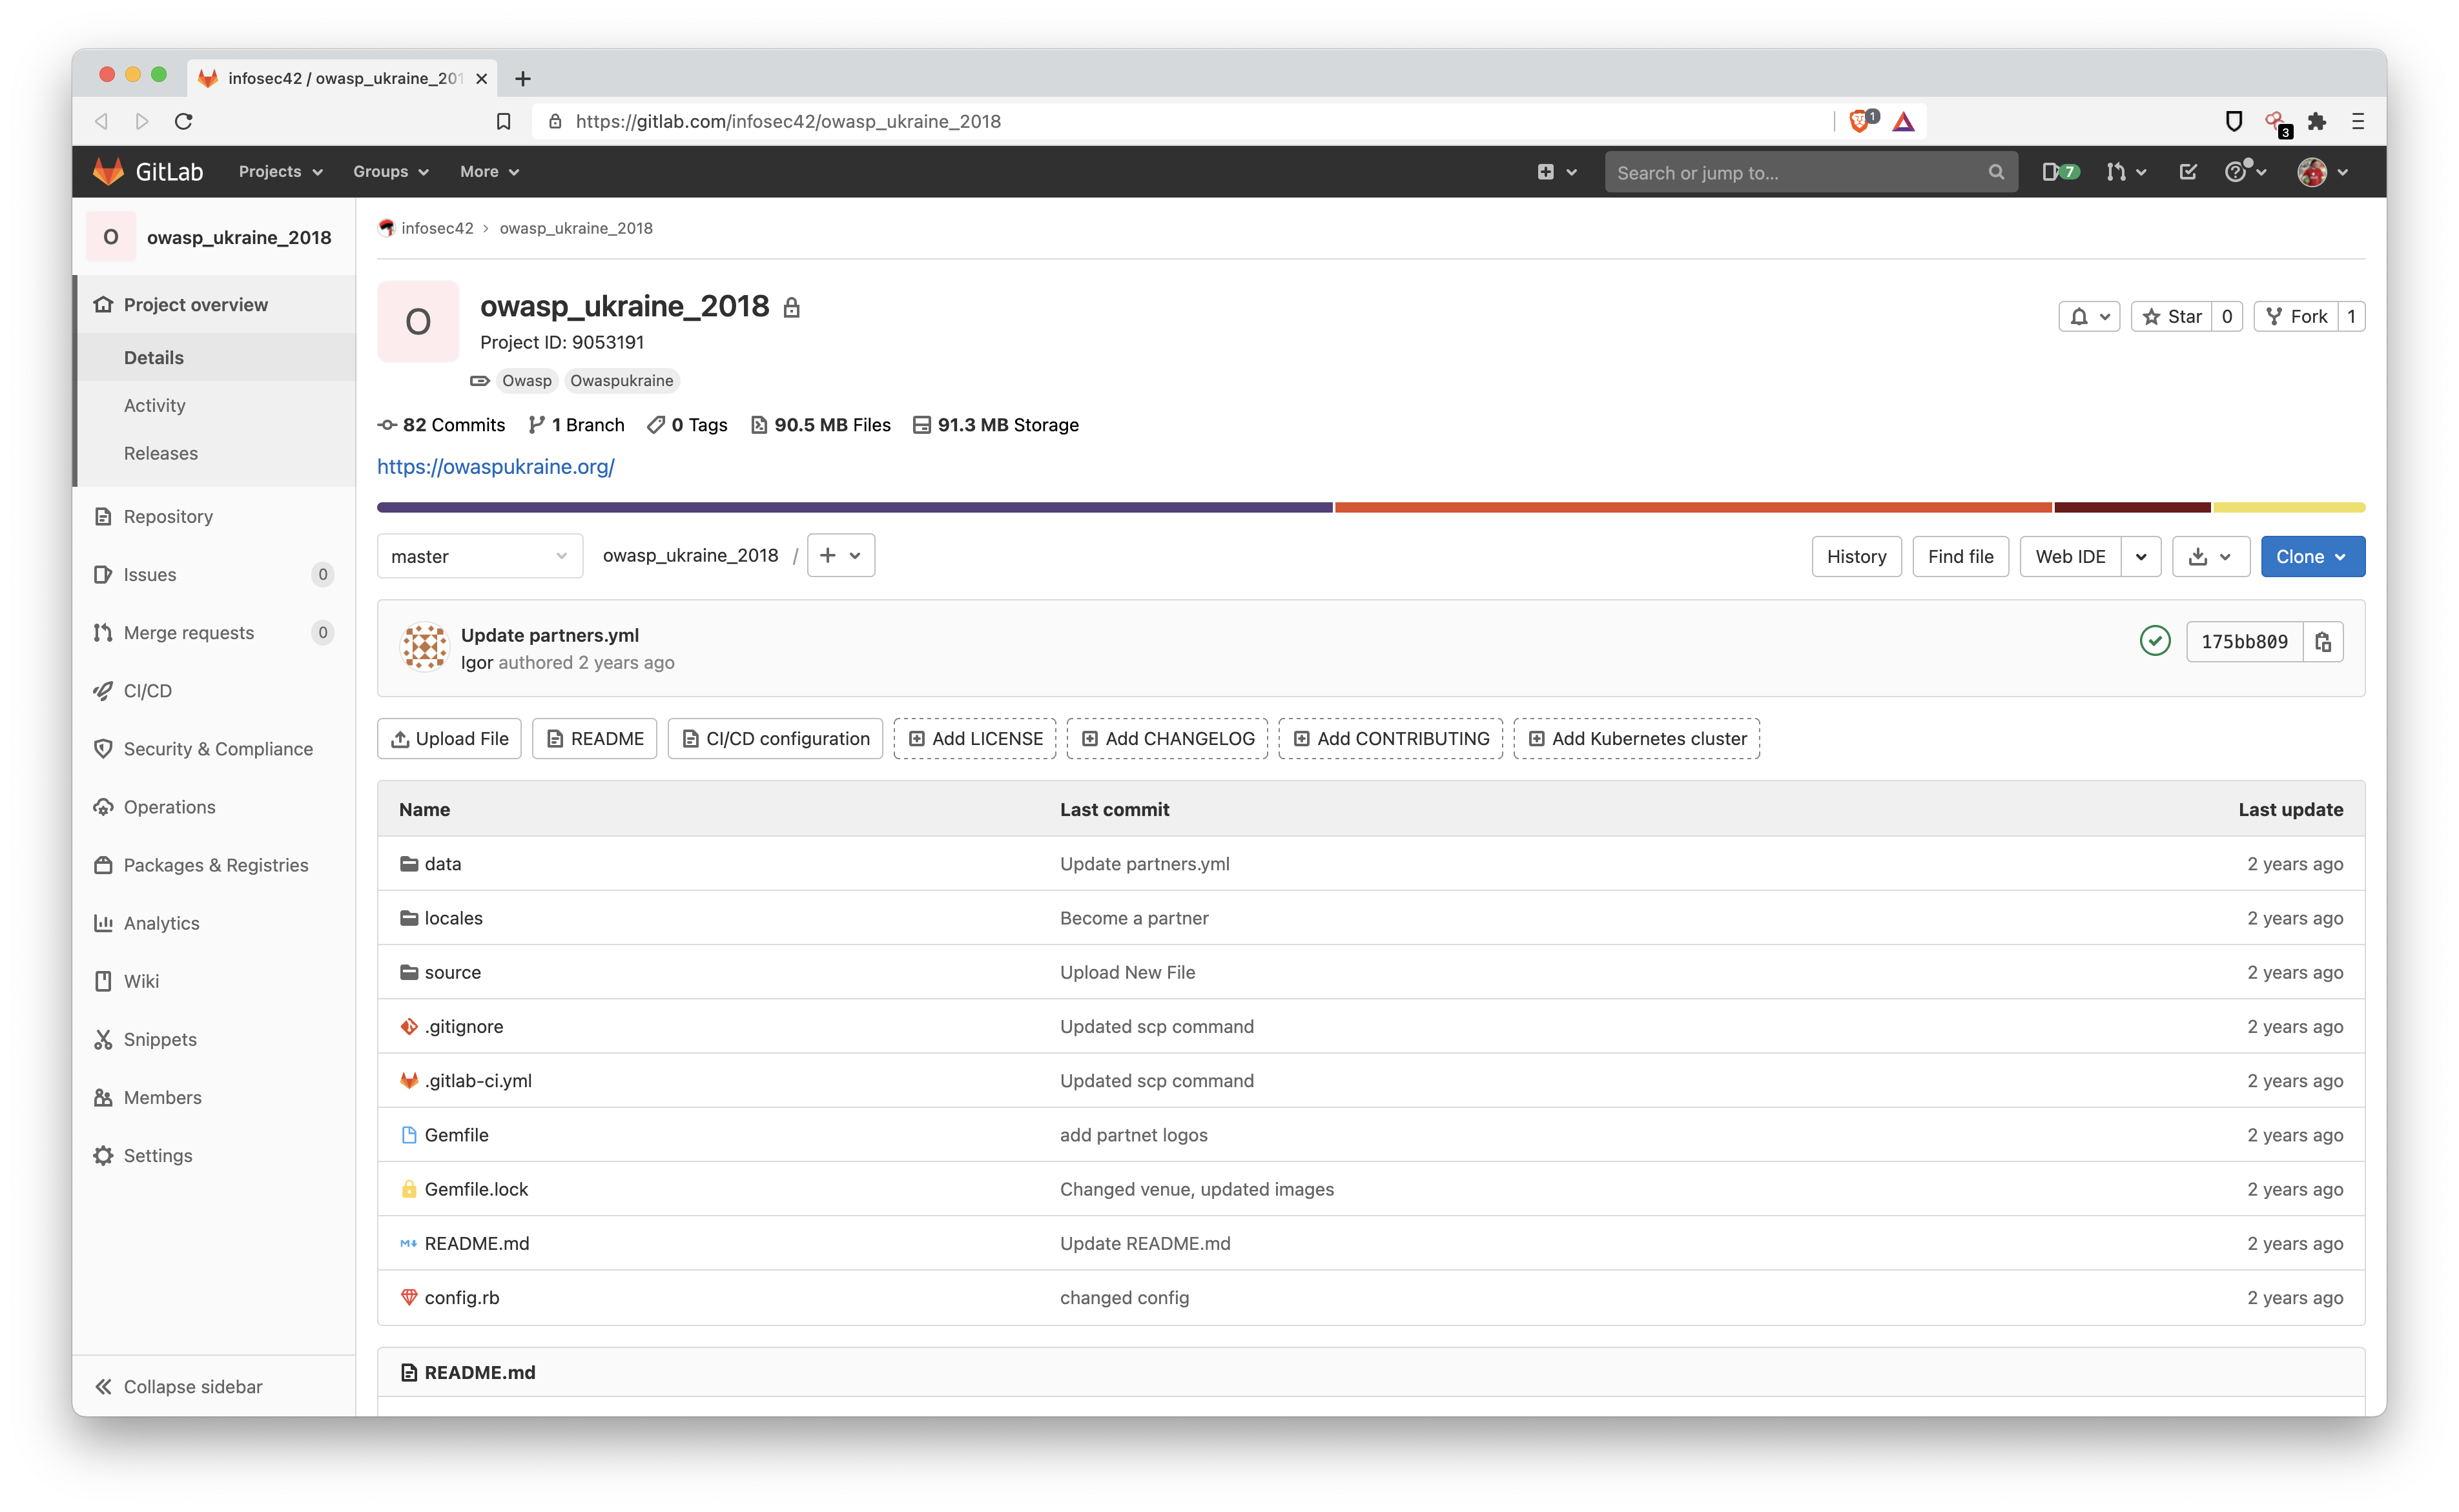 infosec42 / owasp_ukraine_201
https://gitlab.com/infosec42/owasp_ukraine_2018
1
3
GitLab
Projects
Groups
More
Search or jump to...
7
O
owasp_ukraine_2018
Project overview
Details
Activity
Releases
Repository
Issues 0
Merge requests 0
CI/CD
Security & Compliance
Operations
Packages & Registries
Analytics
Wiki
Snippets
Members
Settings
Collapse sidebar
infosec42 › owasp_ukraine_2018
O
owasp_ukraine_2018
Project ID: 9053191
Owasp Owaspukraine
Star 0
Fork 1
82 Commits 1 Branch 0 Tags 90.5 MB Files 91.3 MB Storage
https://owaspukraine.org/
master owasp_ukraine_2018 / +
History Find file Web IDE Clone
Update partners.yml
Igor authored 2 years ago
175bb809
Upload File README CI/CD configuration Add LICENSE Add CHANGELOG Add CONTRIBUTING Add Kubernetes cluster
Name Last commit Last update
data Update partners.yml 2 years ago
locales Become a partner 2 years ago
source Upload New File 2 years ago
.gitignore Updated scp command 2 years ago
.gitlab-ci.yml Updated scp command 2 years ago
Gemfile add partnet logos 2 years ago
Gemfile.lock Changed venue, updated images 2 years ago
README.md Update README.md 2 years ago
config.rb changed config 2 years ago
README.md